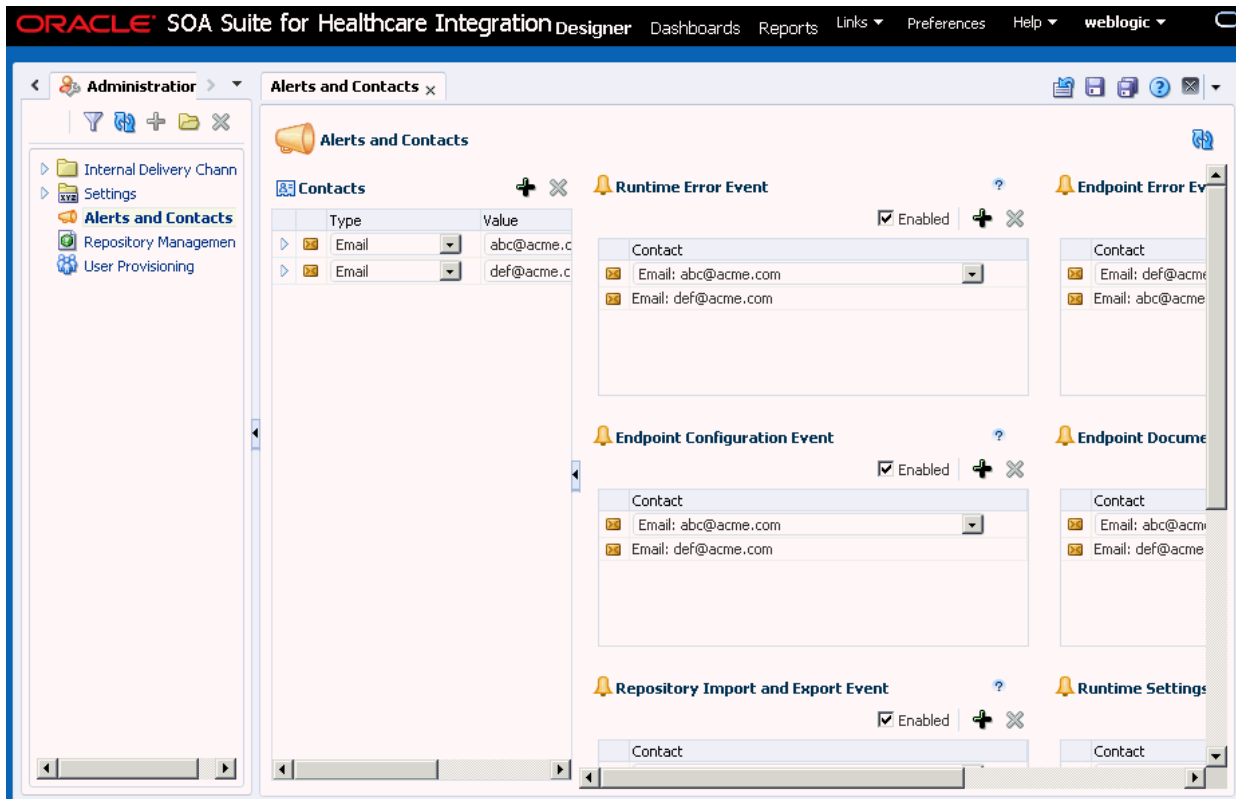 ORACLE SOA Suite for Healthcare Integration Designer Dashboards Reports Links Preferences Help weblogic
Administration
Alerts and Contacts
Internal Delivery Chann
Settings
Alerts and Contacts
Repository Managemen
User Provisioning
Alerts and Contacts
Contacts
Type Value
Email abc@acme.c
Email def@acme.c
Runtime Error Event
Enabled
Contact
Email: abc@acme.com
Email: def@acme.com
Endpoint Error Ev
Contact
Email: def@acme
Email: abc@acme
Endpoint Configuration Event
Enabled
Contact
Email: abc@acme.com
Email: def@acme.com
Endpoint Docume
Contact
Email: abc@acm
Email: def@acme
Repository Import and Export Event
Enabled
Contact
Runtime Settings
Contact